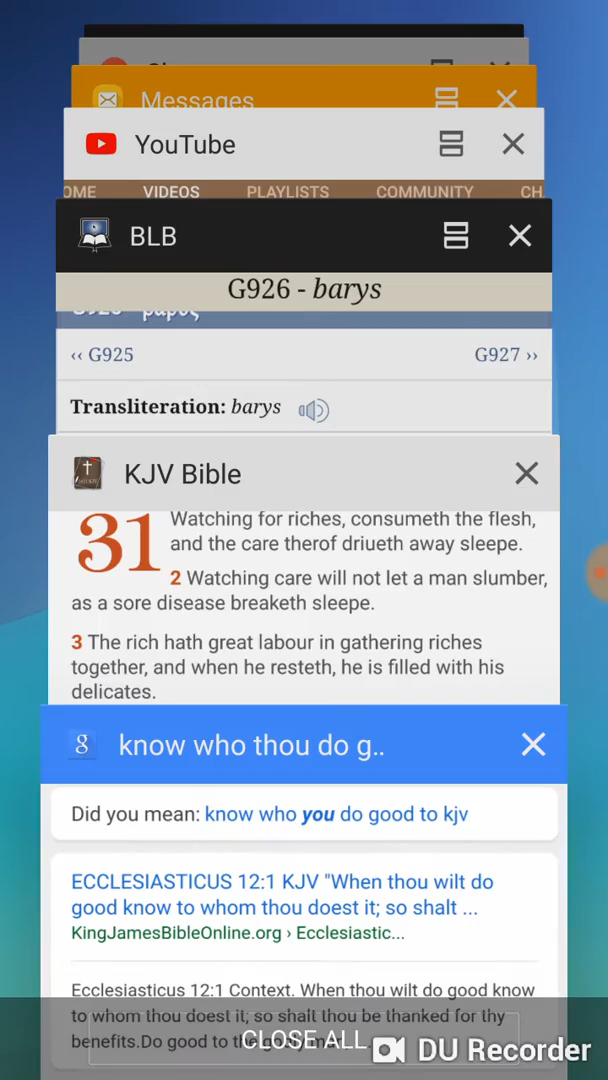 Messages
YouTube
OME VIDEOS PLAYLISTS COMMUNITY CH
BLB
G926 - barys
‹‹ G925 G927 ››
Transliteration: barys
KJV Bible
31 Watching for riches, consumeth the flesh,
and the care therof driueth away sleepe.
2 Watching care will not let a man slumber,
as a sore disease breaketh sleepe.
3 The rich hath great labour in gathering riches
together, and when he resteth, he is filled with his
delicates.
g know who thou do g..
Did you mean: know who you do good to kjv
ECCLESIASTICUS 12:1 KJV "When thou wilt do
good know to whom thou doest it; so shalt ...
KingJamesBibleOnline.org › Ecclesiastic...
Ecclesiasticus 12:1 Context. When thou wilt do good know
to whom thou doest it; so shalt thou be thanked for thy
benefits.Do good to the
CLOSE ALL
DU Recorder